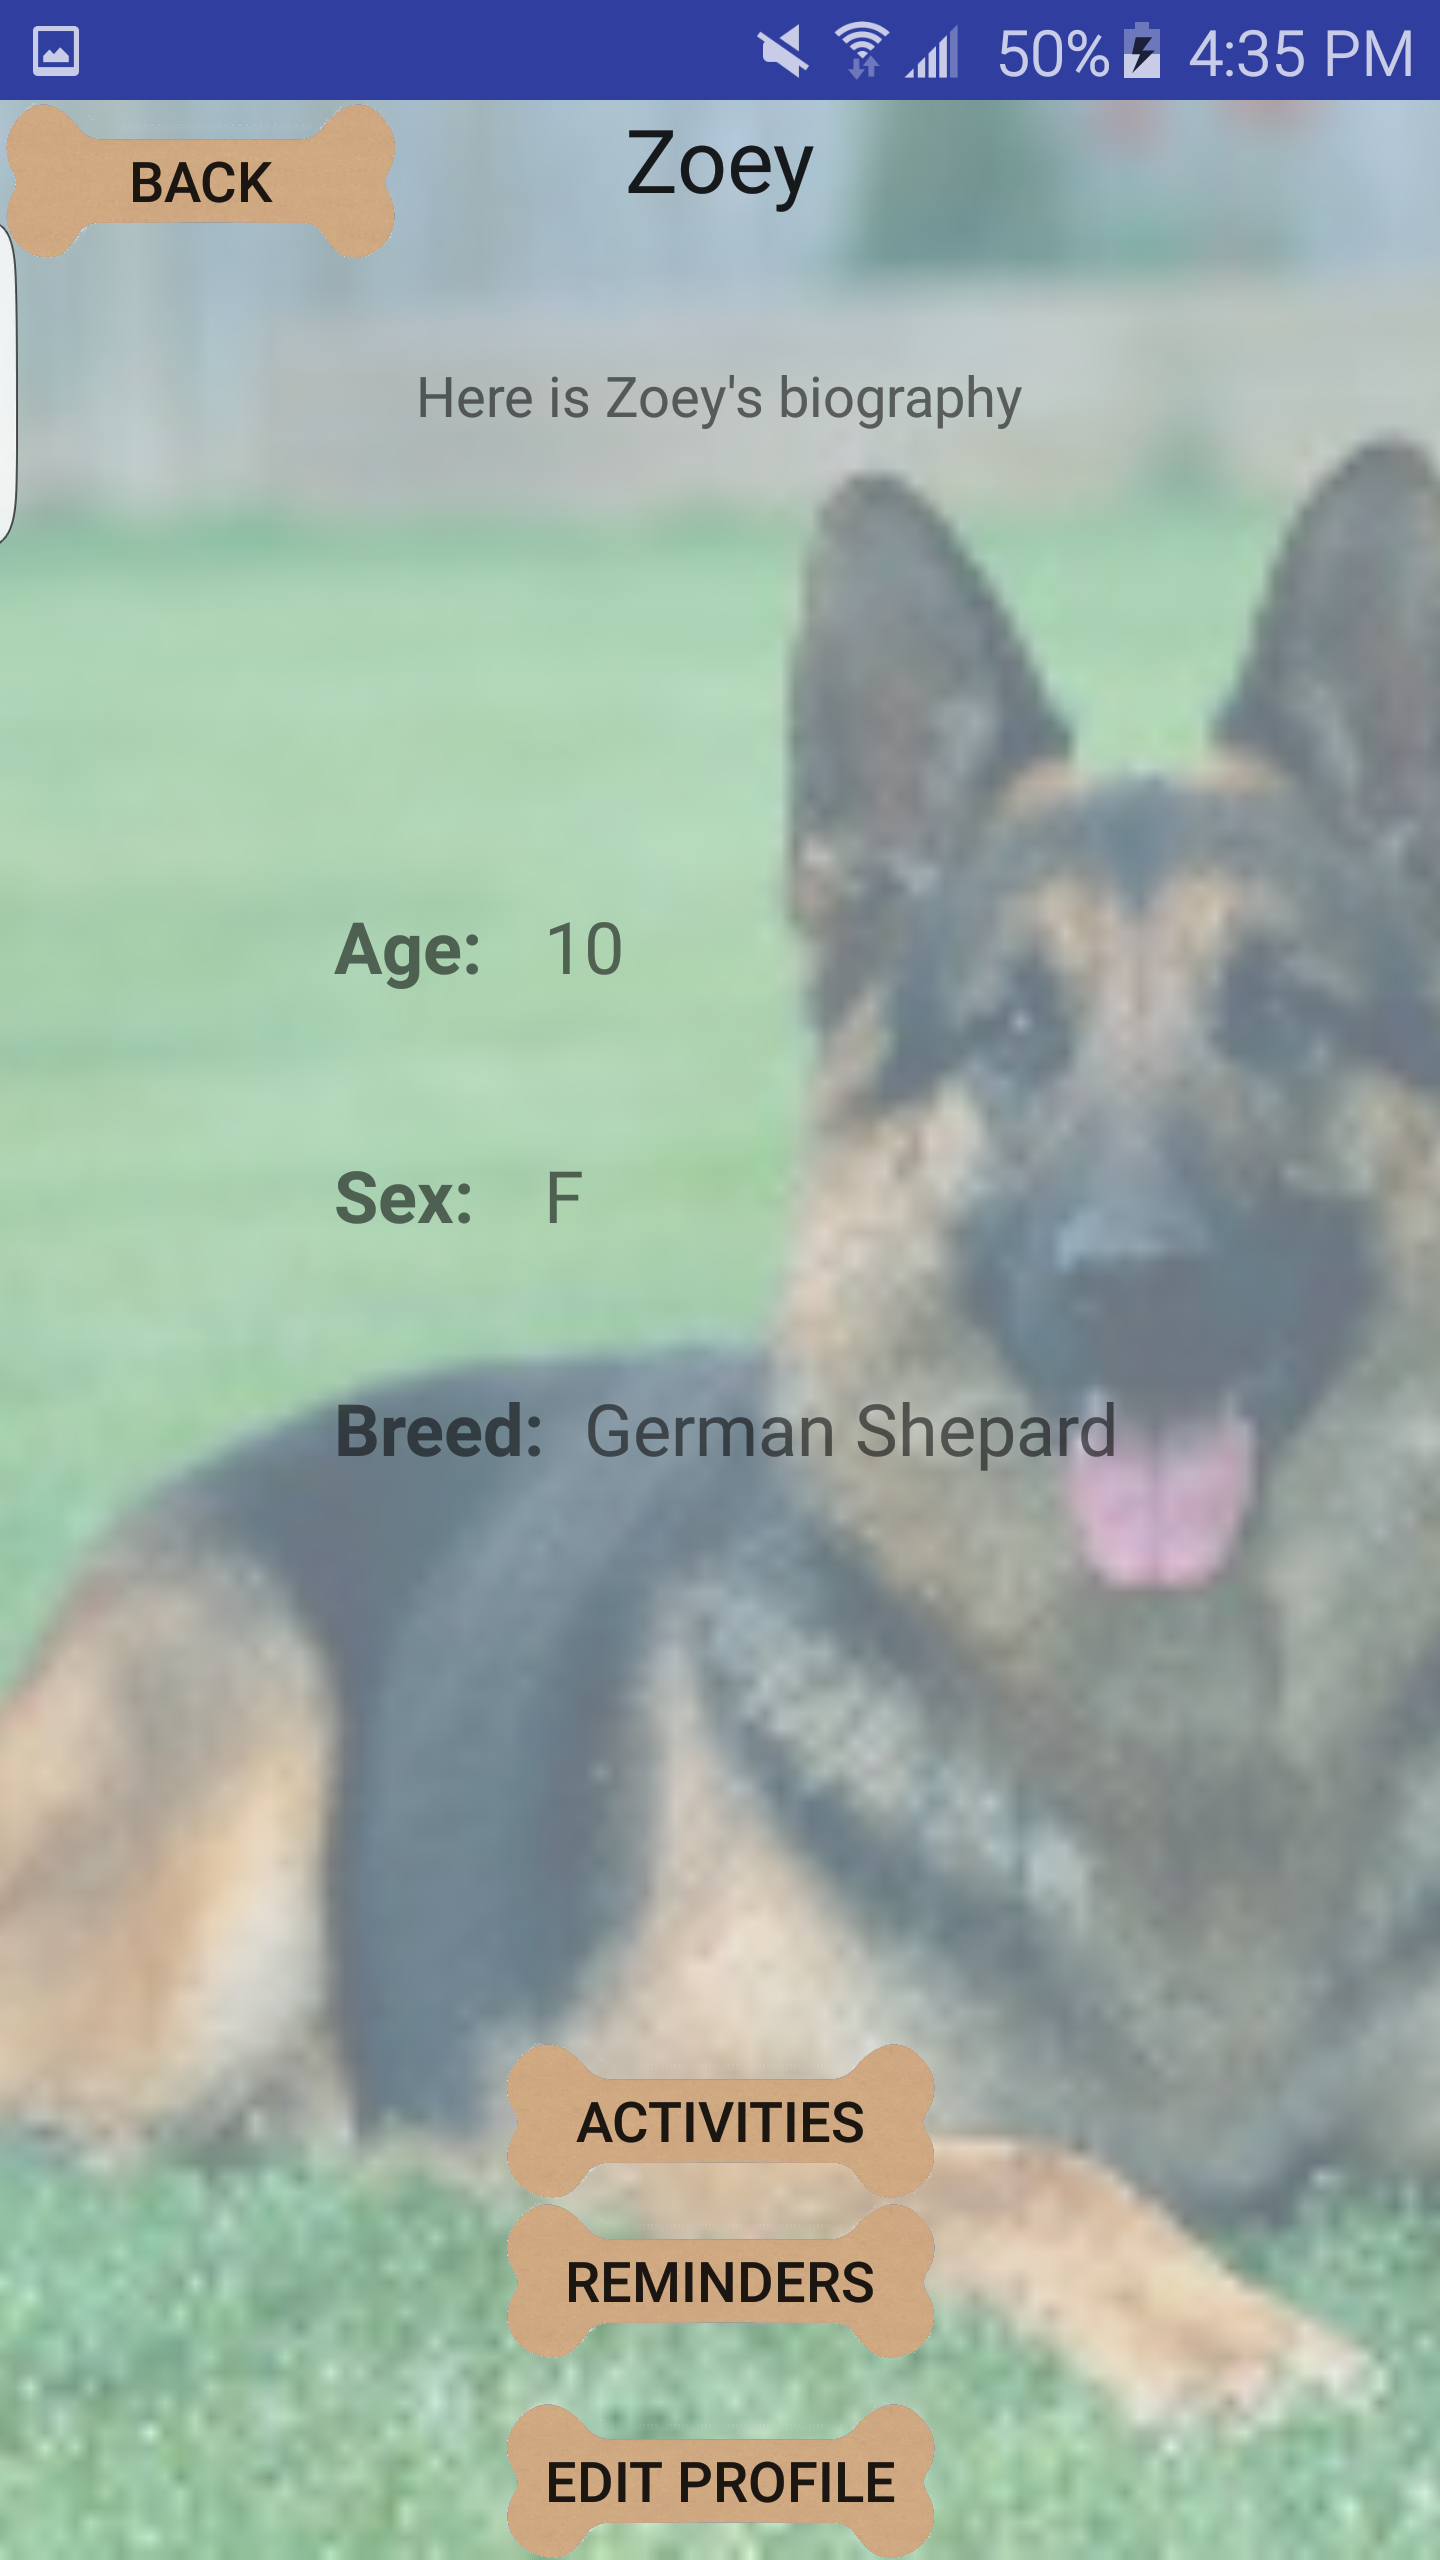 50% 4:35 PM
BACK
Zoey
Here is Zoey's biography
Age: 10
Sex: F
Breed: German Shepard
ACTIVITIES
REMINDERS
EDIT PROFILE